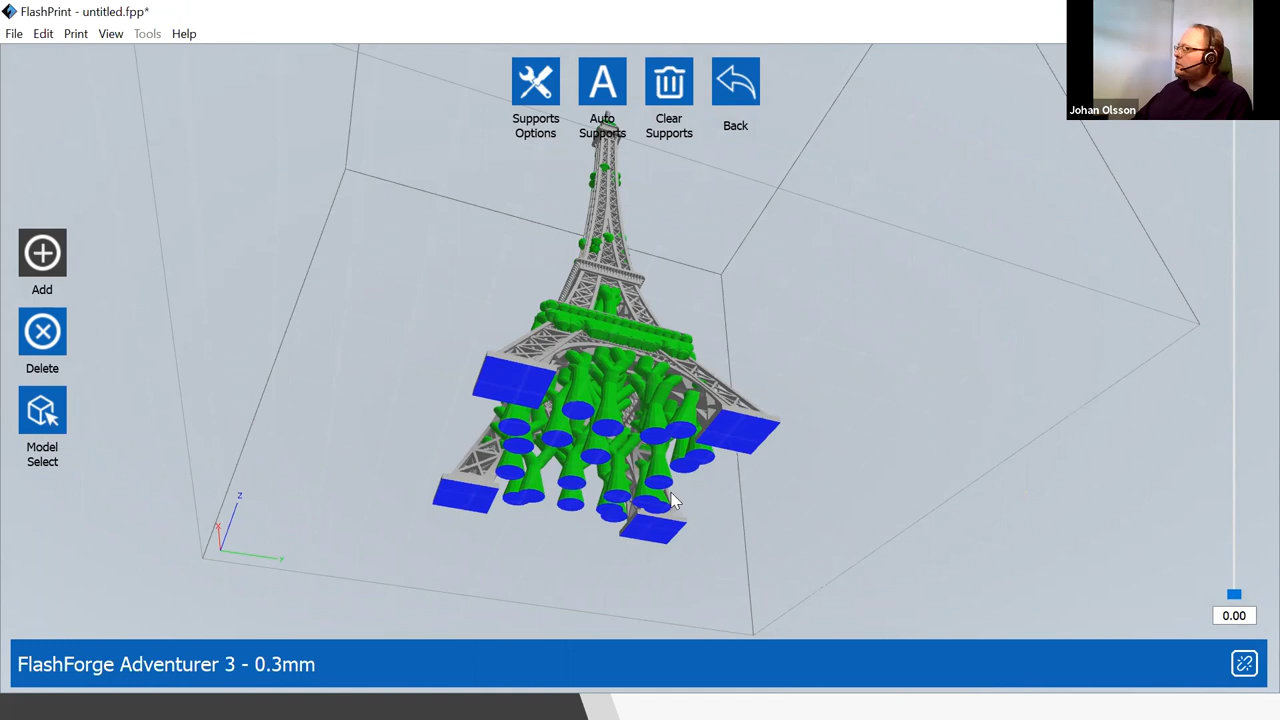 FlashPrint - untitled.fpp*
File Edit Print View Tools Help
Johan Olsson
Supports
Options
Auto
Supports
Clear
Supports
Back
Add
Delete
Model
Select
z
x
y
0.00
FlashForge Adventurer 3 - 0.3mm